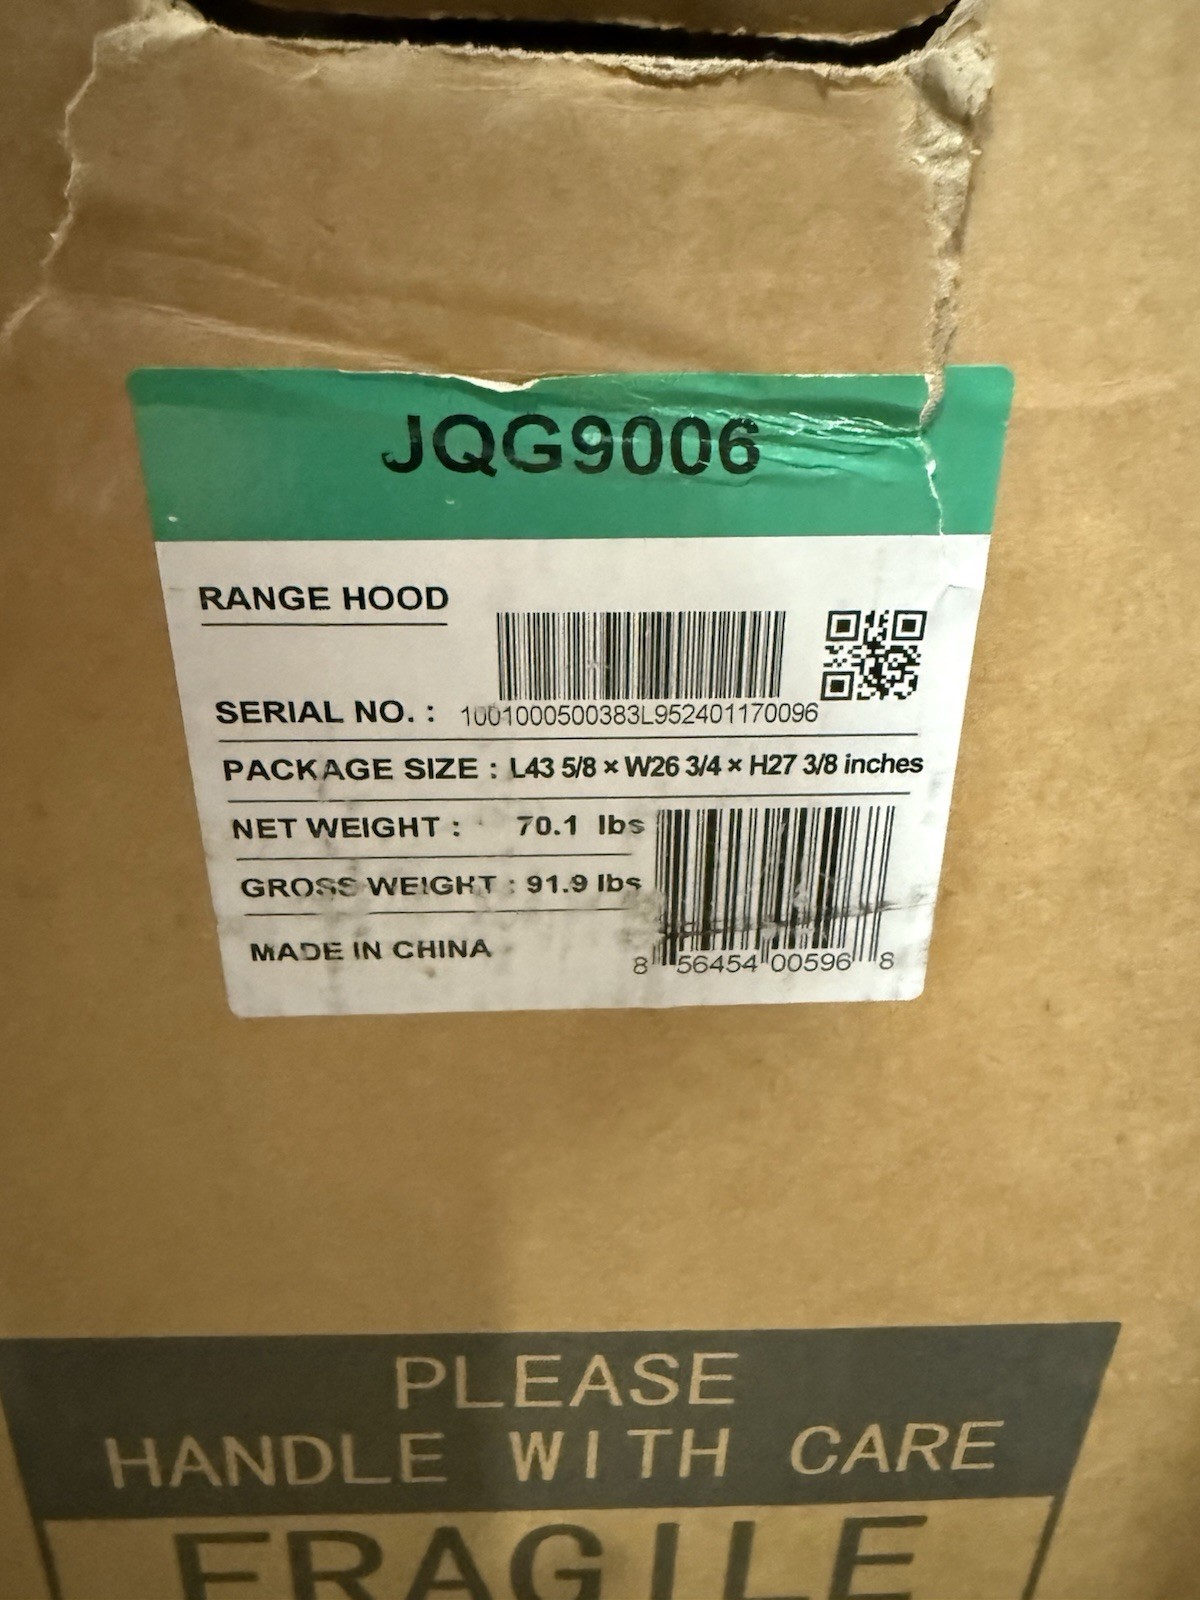 JQG9006
RANGE HOOD
SERIAL NO. : 1001000500383L952401170096
PACKAGE SIZE : L43 5/8 × W26 3/4 × H27 3/8 inches
NET WEIGHT : 70.1 lbs
GROSS WEIGHT : 91.9 lbs
MADE IN CHINA
8 56454 00596 8
PLEASE
HANDLE WITH CARE
FRAGILE